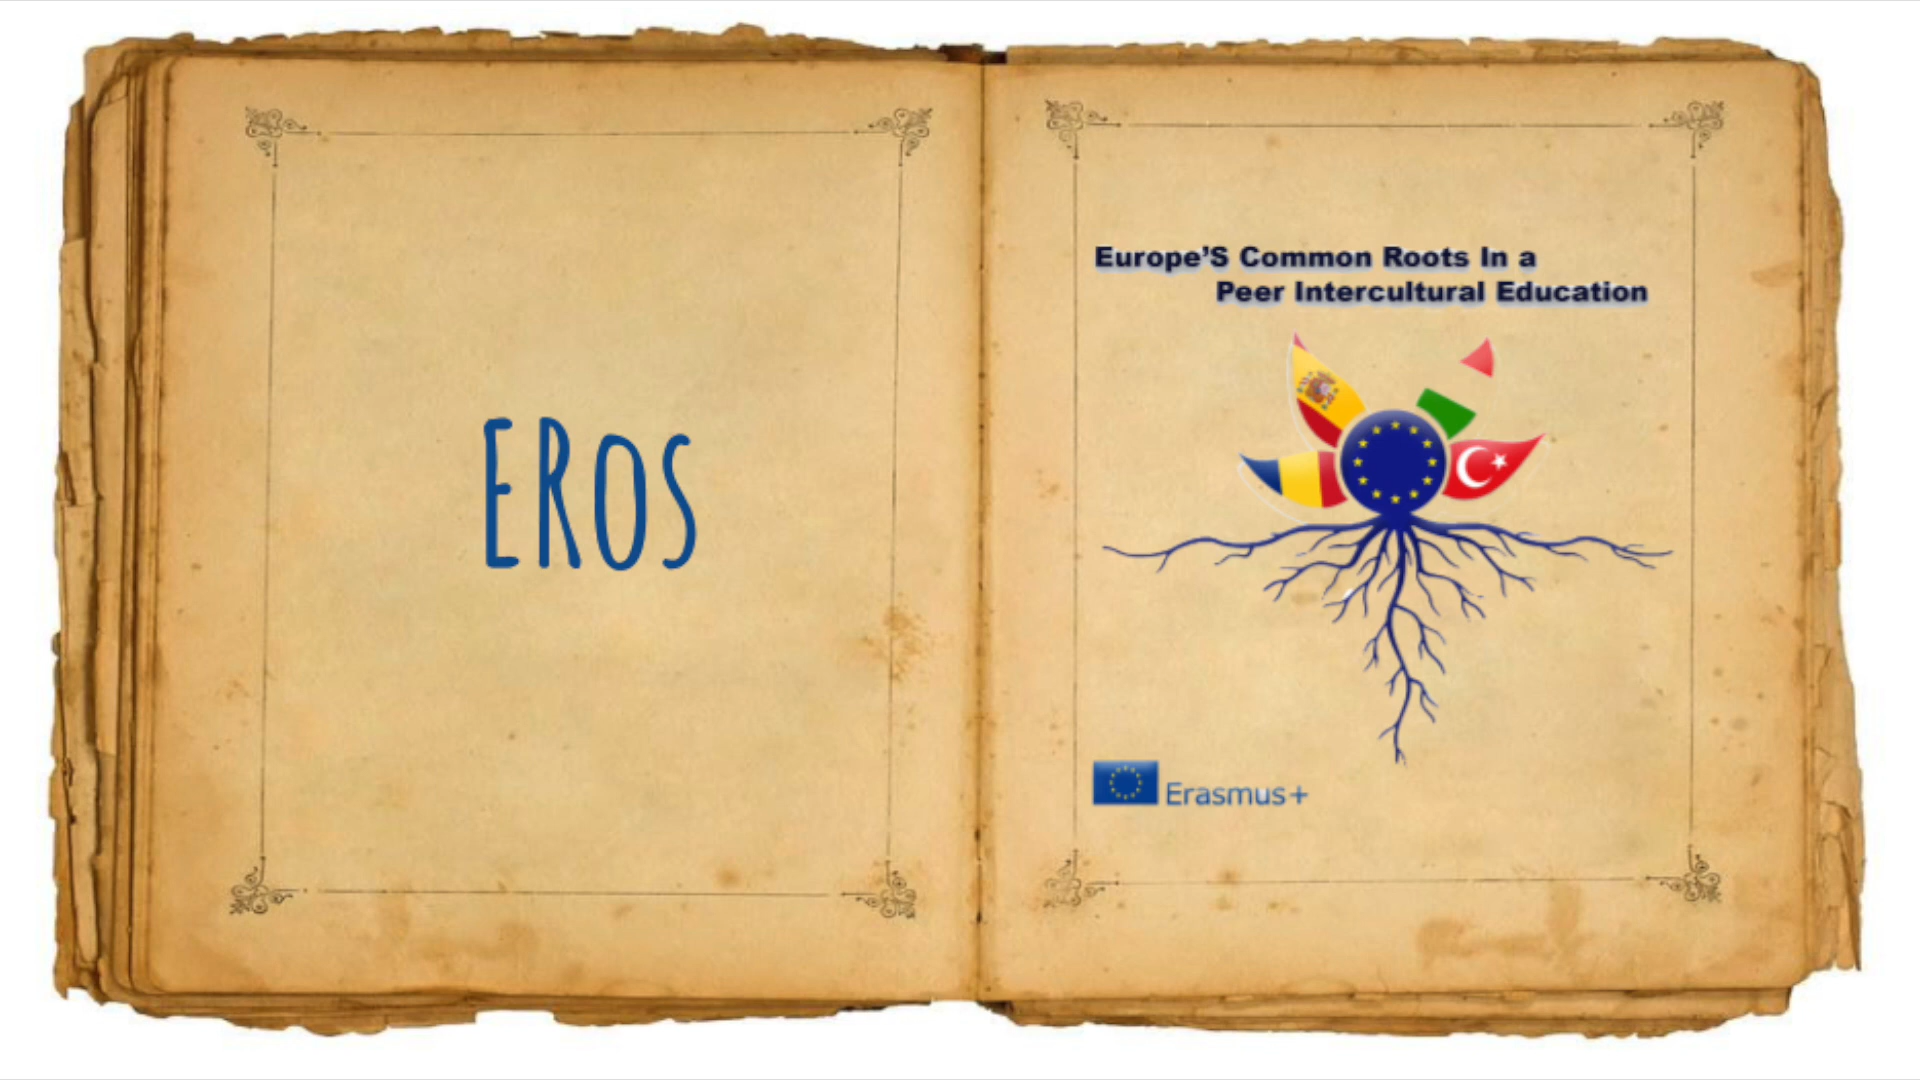 EROS
Europe’S Common Roots In a
Peer Intercultural Education
Erasmus+